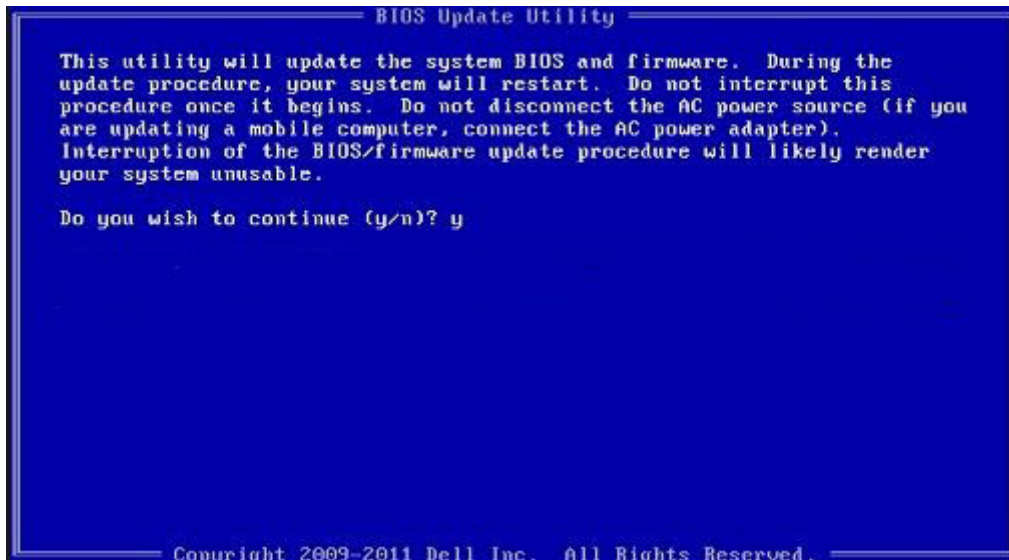 BIOS Update Utility
This utility will update the system BIOS and firmware.  During the
update procedure, your system will restart.  Do not interrupt this
procedure once it begins.  Do not disconnect the AC power source (if you
are updating a mobile computer, connect the AC power adapter).
Interruption of the BIOS/firmware update procedure will likely render
your system unusable.
Do you wish to continue (y/n)? y
Copyright 2009-2011 Dell Inc.  All Rights Reserved.